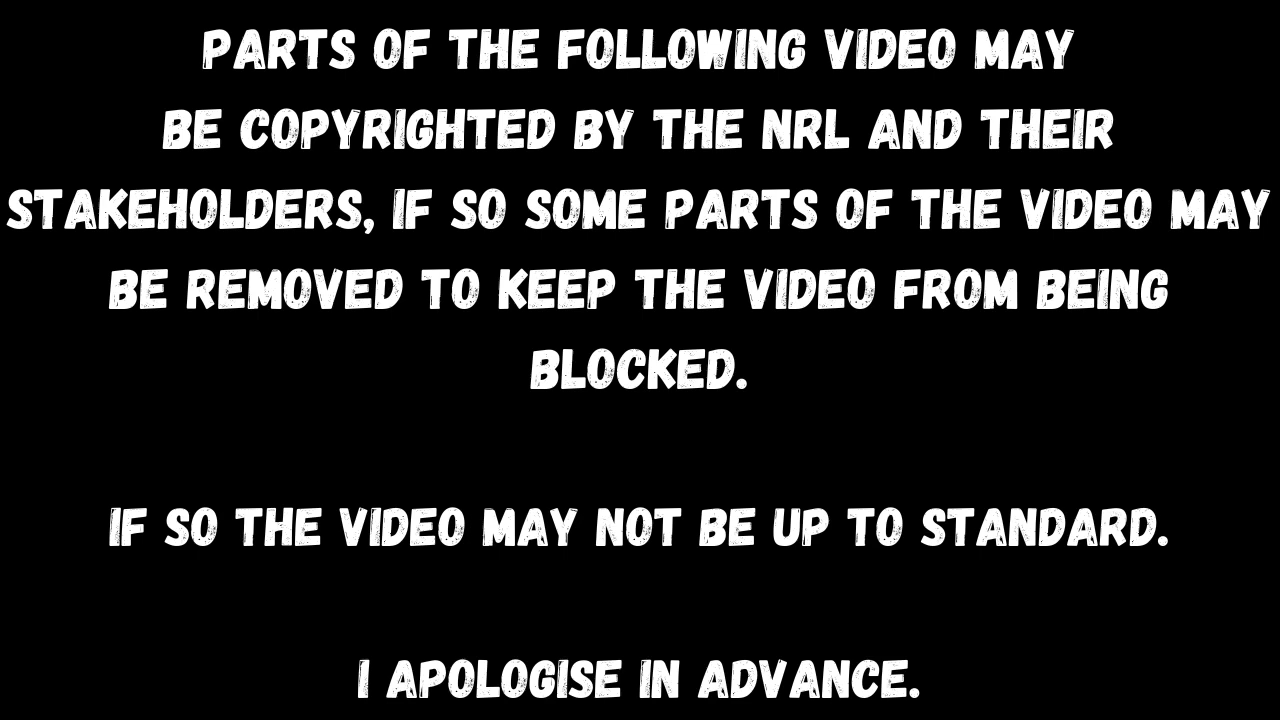 PARTS OF THE FOLLOWING VIDEO MAY
BE COPYRIGHTED BY THE NRL AND THEIR
STAKEHOLDERS, IF SO SOME PARTS OF THE VIDEO MAY
BE REMOVED TO KEEP THE VIDEO FROM BEING
BLOCKED.
IF SO THE VIDEO MAY NOT BE UP TO STANDARD.
I APOLOGISE IN ADVANCE.